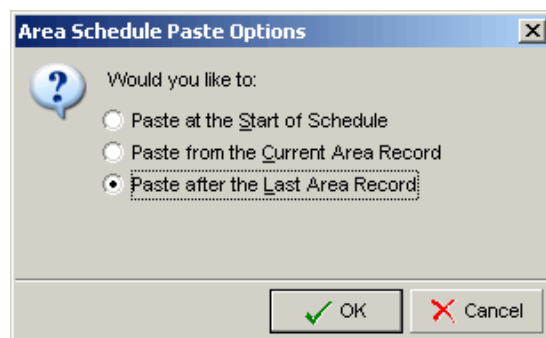 Area Schedule Paste Options
Would you like to:
Paste at the Start of Schedule
Paste from the Current Area Record
Paste after the Last Area Record
OK
Cancel